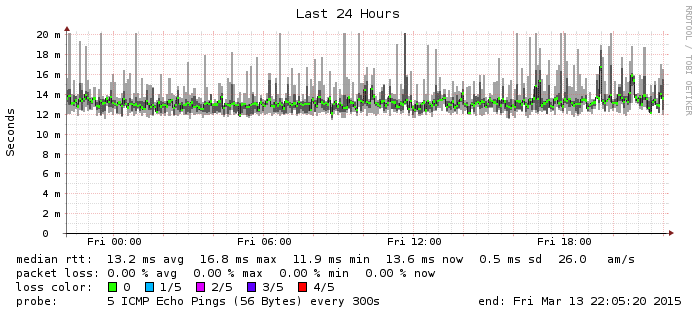 Last 24 Hours
RRDTOOL / TOBI OETIKER
Seconds
20 m
18 m
16 m
14 m
12 m
10 m
8 m
6 m
4 m
2 m
0
Fri 00:00 Fri 06:00 Fri 12:00 Fri 18:00
median rtt: 13.2 ms avg 16.8 ms max 11.9 ms min 13.6 ms now 0.5 ms sd 26.0 am/s
packet loss: 0.00 % avg 0.00 % max 0.00 % min 0.00 % now
loss color: 0 1/5 2/5 3/5 4/5
probe: 5 ICMP Echo Pings (56 Bytes) every 300s end: Fri Mar 13 22:05:20 2015